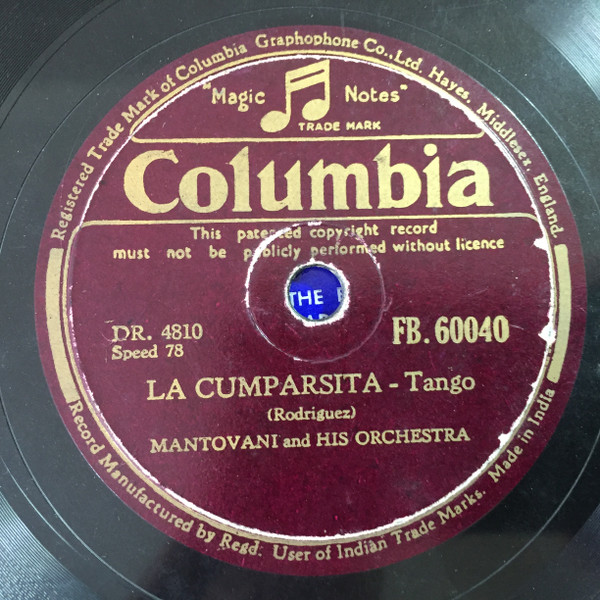 Registered Trade Mark of Columbia Graphophone Co., Ltd. Hayes, Middlesex, England.
"Magic Notes"
TRADE MARK
Columbia
This patented copyright record
must not be publicly performed without licence
THE
DR. 4810
Speed 78
FB. 60040
LA CUMPARSITA - Tango
(Rodriguez)
MANTOVANI and HIS ORCHESTRA
Record Manufactured by Regd. User of Indian Trade Marks. Made in India